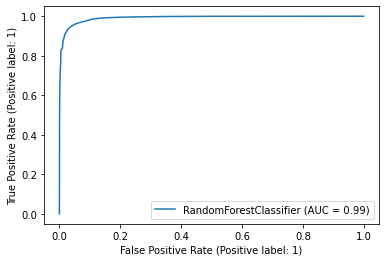 True Positive Rate (Positive label: 1)
1.0
0.8
0.6
0.4
0.2
0.0
RandomForestClassifier (AUC = 0.99)
0.0 0.2 0.4 0.6 0.8 1.0
False Positive Rate (Positive label: 1)